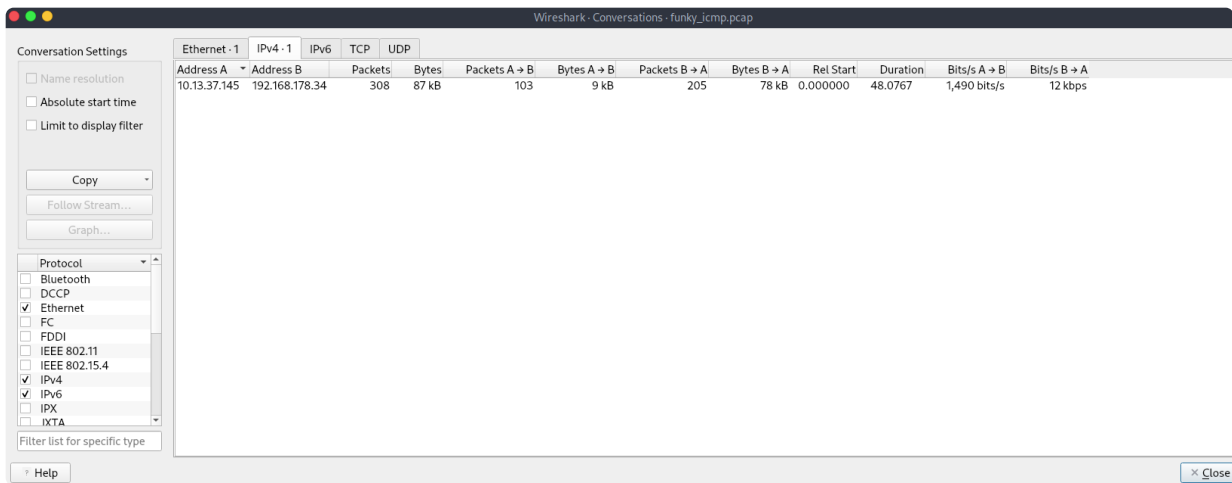 Wireshark · Conversations · funky_icmp.pcap
Conversation Settings
Name resolution
Absolute start time
Limit to display filter
Copy
Follow Stream...
Graph...
Protocol
Bluetooth
DCCP
Ethernet
FC
FDDI
IEEE 802.11
IEEE 802.15.4
IPv4
IPv6
IPX
JXTA
Filter list for specific type
Help
Ethernet · 1 IPv4 · 1 IPv6 TCP UDP
Address A Address B Packets Bytes Packets A → B Bytes A → B Packets B → A Bytes B → A Rel Start Duration Bits/s A → B Bits/s B → A
10.13.37.145 192.168.178.34 308 87 kB 103 9 kB 205 78 kB 0.000000 48.0767 1,490 bits/s 12 kbps
Close